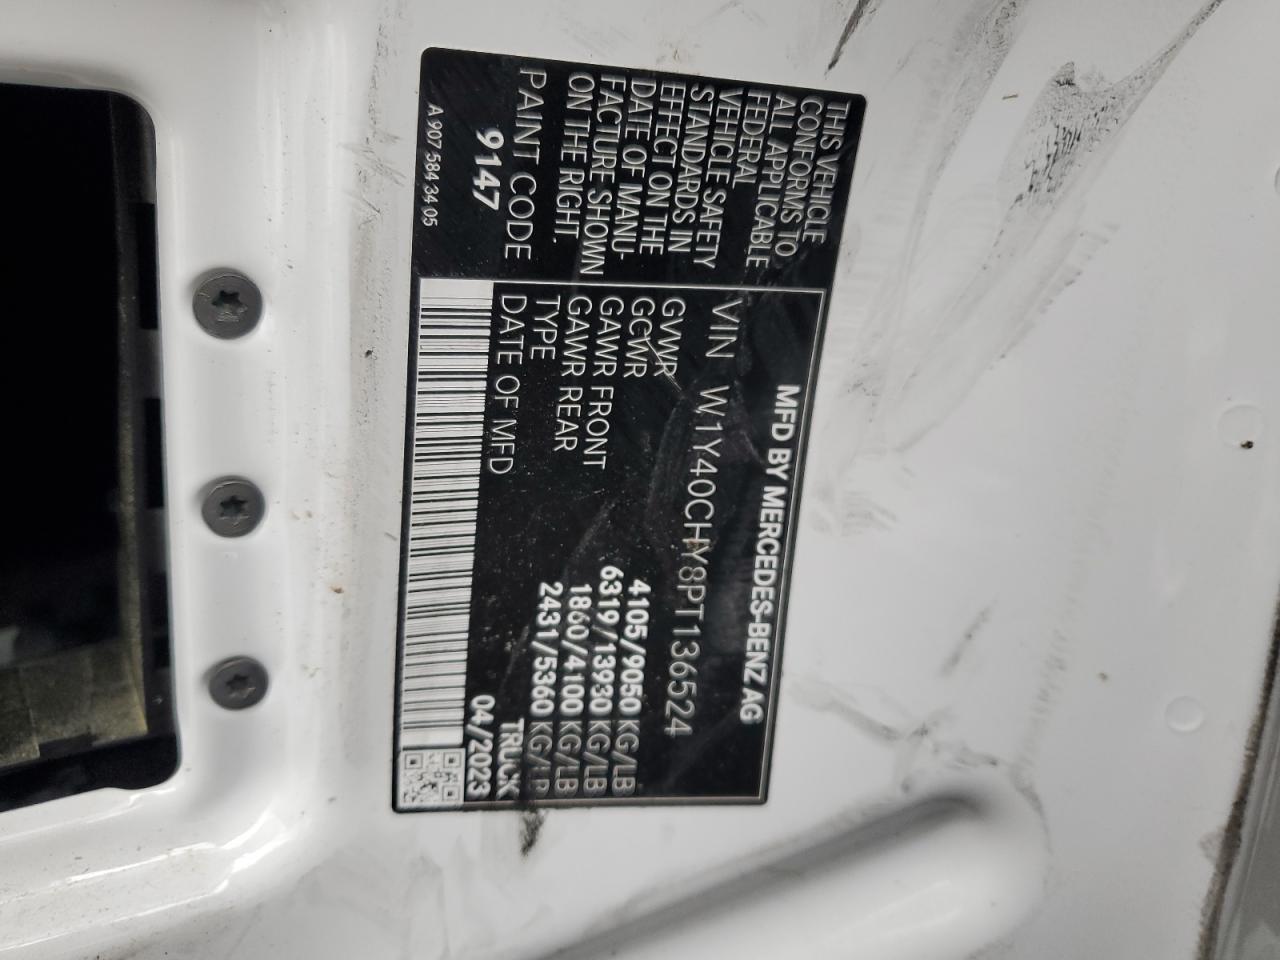 THIS VEHICLE
CONFORMS TO
ALL APPLICABLE
FEDERAL
VEHICLE SAFETY
STANDARDS IN
EFFECT ON THE
DATE OF MANU-
FACTURE SHOWN
ON THE RIGHT.
PAINT CODE
9147
A 907 584 34 05
MFD BY MERCEDES-BENZ AG
VIN W1Y40CHY8PT136524
GVWR 4105/9050 KG/LB
GCWR 6319/13930 KG/LB
GAWR FRONT 1860/4100 KG/LB
GAWR REAR 2431/5360 KG/LB
TYPE TRUCK
DATE OF MFD 04/2023